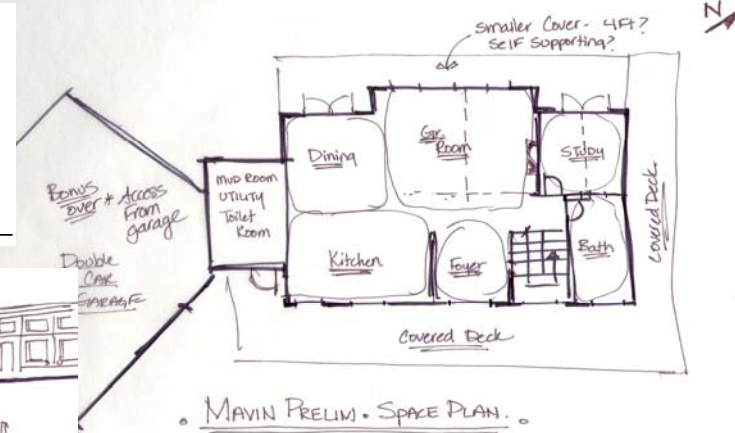 N
smaller Cover - 4Ft?
Self Supporting?
Dining
Gr.
Room
Study
Mud Room
UTILITY
Toilet
Room
Bonus
over * Access
From
garage
Double
CAR
GARAGE
Kitchen
Foyer
Bath
Covered Deck
Covered Deck
. MAVIN PRELIM. SPACE PLAN. .